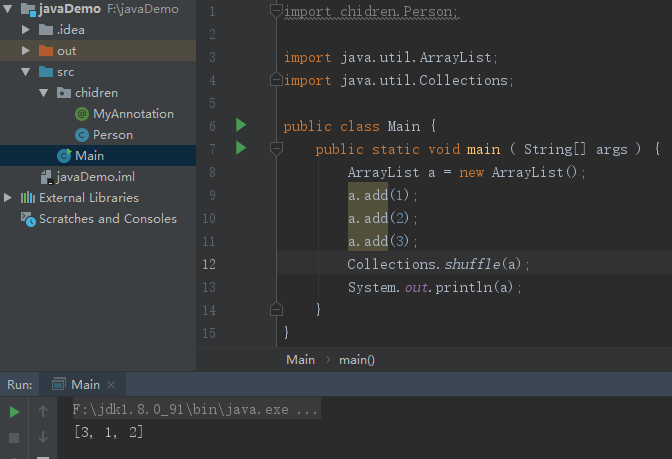 javaDemo F:\javaDemo
.idea
out
src
chidren
MyAnnotation
Person
Main
javaDemo.iml
External Libraries
Scratches and Consoles
1 import chidren.Person;
2
3 import java.util.ArrayList;
4 import java.util.Collections;
5
6 public class Main {
7 public static void main ( String[] args ) {
8 ArrayList a = new ArrayList();
9 a.add(1);
10 a.add(2);
11 a.add(3);
12 Collections.shuffle(a);
13 System.out.println(a);
14 }
15 }
Main › main()
Run: Main ×
F:\jdk1.8.0_91\bin\java.exe ...
[3, 1, 2]